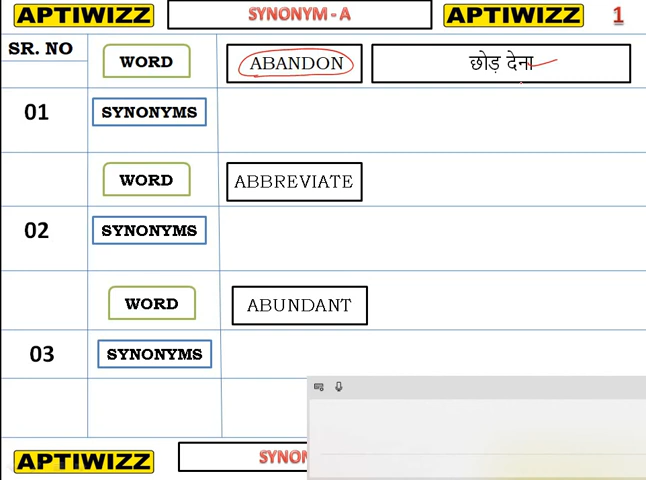 APTIWIZZ SYNONYM - A APTIWIZZ 1
SR. NO WORD ABANDON छोड़ देना
01 SYNONYMS
WORD ABBREVIATE
02 SYNONYMS
WORD ABUNDANT
03 SYNONYMS
APTIWIZZ SYNON